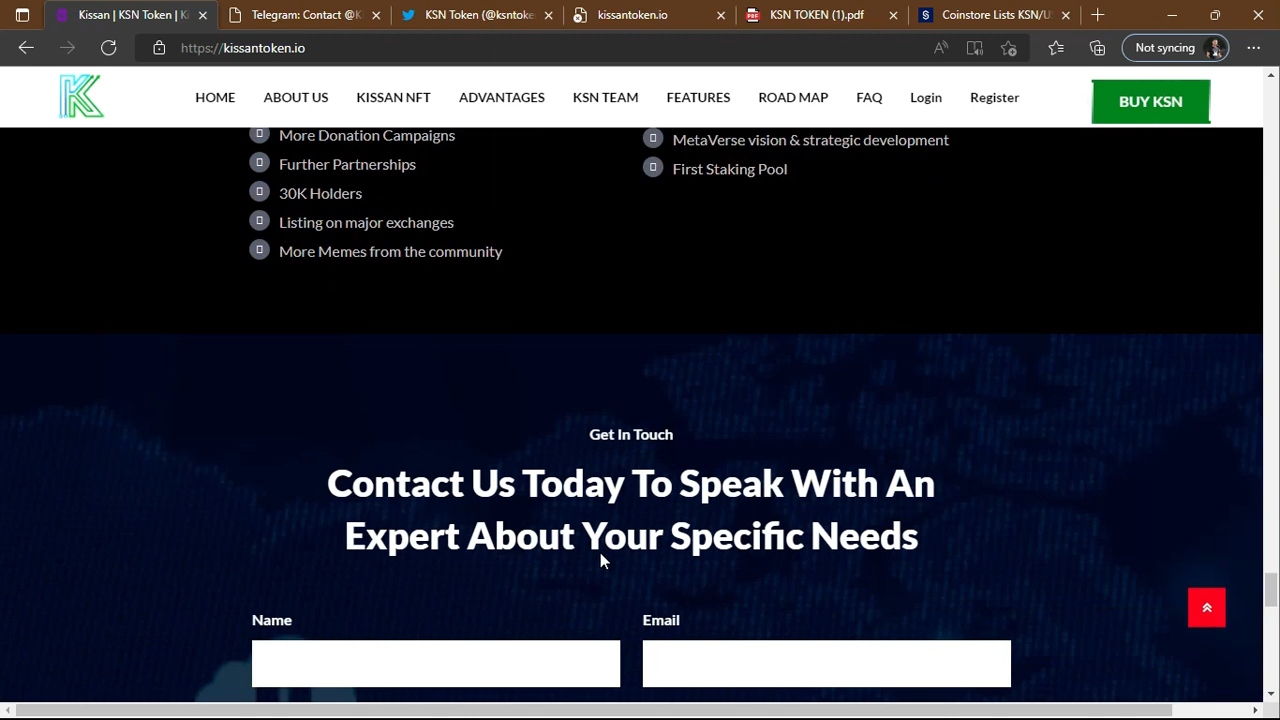 Kissan | KSN Token | K
Telegram: Contact @K
KSN Token (@ksntoke
kissantoken.io
KSN TOKEN (1).pdf
Coinstore Lists KSN/U
https://kissantoken.io
Not syncing
HOME
ABOUT US
KISSAN NFT
ADVANTAGES
KSN TEAM
FEATURES
ROAD MAP
FAQ
Login
Register
BUY KSN
More Donation Campaigns
Further Partnerships
30K Holders
Listing on major exchanges
More Memes from the community
MetaVerse vision & strategic development
First Staking Pool
Get In Touch
Contact Us Today To Speak With An
Expert About Your Specific Needs
Name
Email